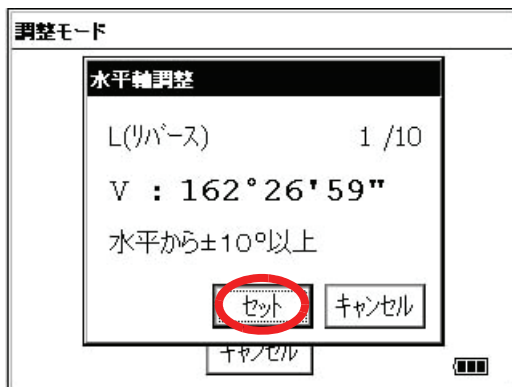 調整モード
水平軸調整
L(リバース) 1 /10
V : 162°26'59"
水平から±10°以上
セット キャンセル
キャンセル